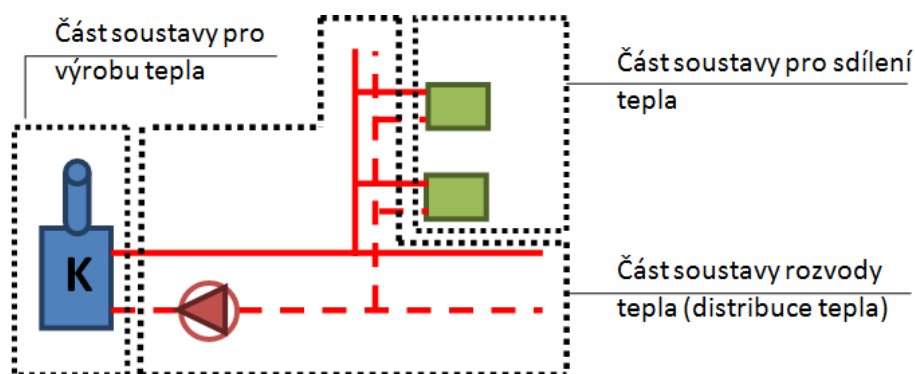 Část soustavy pro
výrobu tepla
Část soustavy pro sdílení
tepla
K
Část soustavy rozvody
tepla (distribuce tepla)